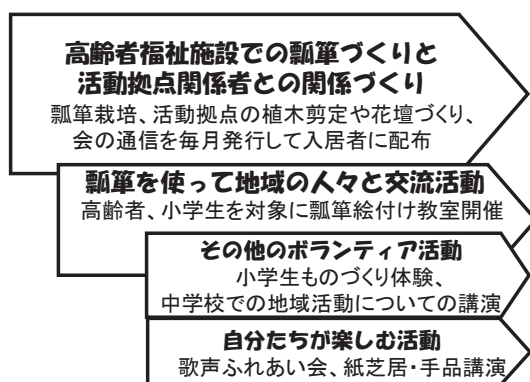 高齢者福祉施設での瓢箪づくりと
活動拠点関係者との関係づくり
瓢箪栽培、活動拠点の植木剪定や花壇づくり、
会の通信を毎月発行して入居者に配布
瓢箪を使って地域の人々と交流活動
高齢者、小学生を対象に瓢箪絵付け教室開催
その他のボランティア活動
小学生ものづくり体験、
中学校での地域活動についての講演
自分たちが楽しむ活動
歌声ふれあい会、紙芝居・手品講演